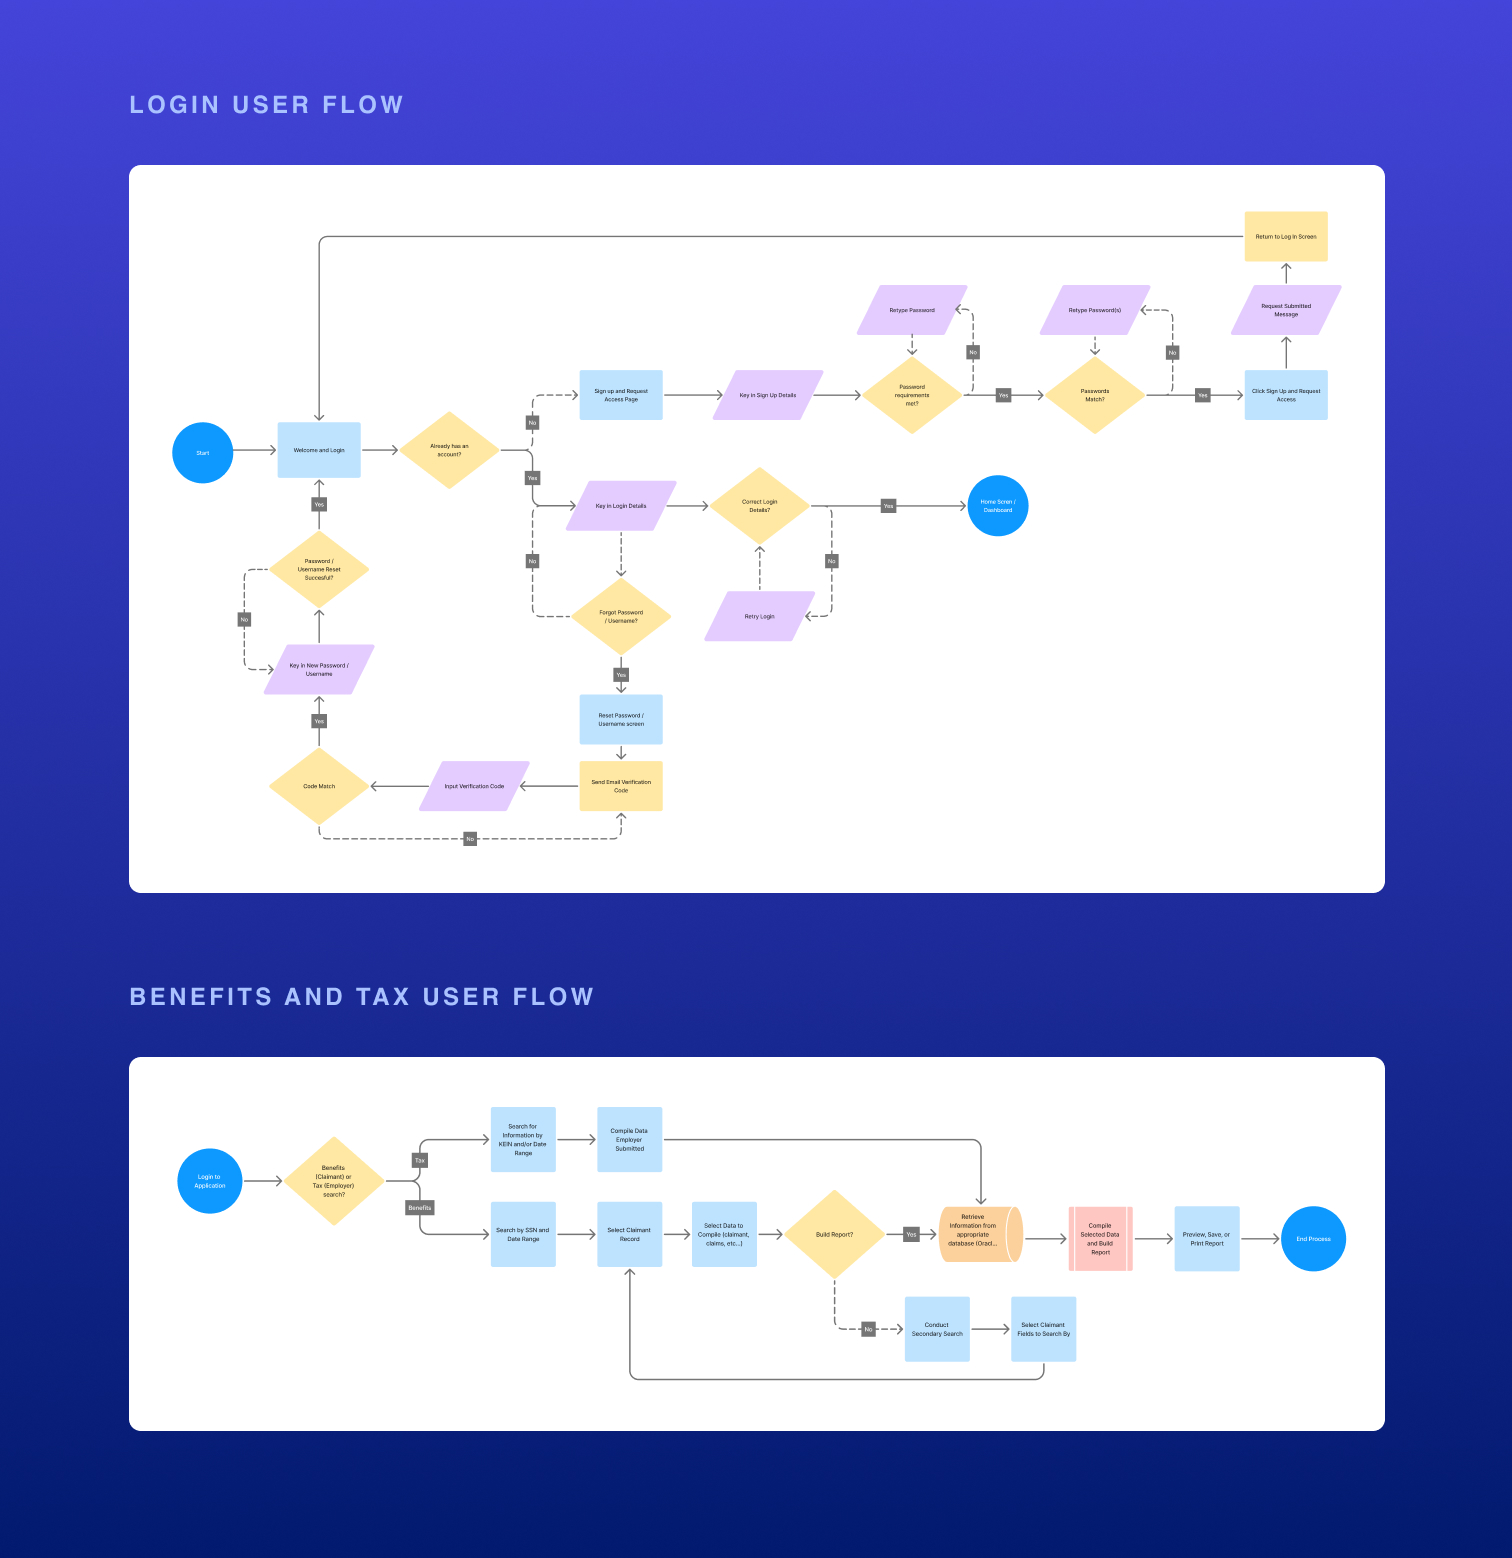 LOGIN USER FLOW
Return to Log In Screen
Retype Password
Retype Password(s)
Request Submitted
Message
No
No
Sign up and Request
Access Page
Key in Sign Up Details
Password
requirements
met?
Yes
Passwords
Match?
Yes
Click Sign Up and Request
Access
No
Start
Welcome and Login
Already has an
account?
Yes
Yes
Key in Login Details
Correct Login
Details?
Yes
Home Scren /
Dashboard
Password /
Username Reset
Succesful?
No
No
No
Forgot Password
/ Username?
Retry Login
Key in New Password /
Username
Yes
Yes
Reset Password /
Username screen
Code Match
Input Verification Code
Send Email Verification
Code
No
BENEFITS AND TAX USER FLOW
Search for
Information by
KEIN and/or Date
Range
Compile Data
Employer
Submitted
Tax
Login to
Application
Benefits
(Claimant) or
Tax (Employer)
search?
Benefits
Search by SSN and
Date Range
Select Claimant
Record
Select Data to
Compile (claimant,
claims, etc...)
Build Report?
Yes
Retrieve
Information from
appropriate
database (Oracl...
Compile
Selected Data
and Build
Report
Preview, Save, or
Print Report
End Process
No
Conduct
Secondary Search
Select Claimant
Fields to Search By